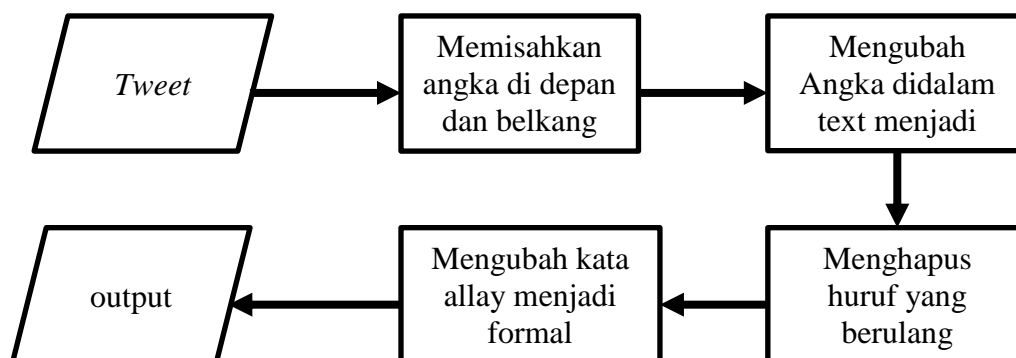 Tweet
Memisahkan
angka di depan
dan belkang
Mengubah
Angka didalam
text menjadi
Menghapus
huruf yang
berulang
Mengubah kata
allay menjadi
formal
output